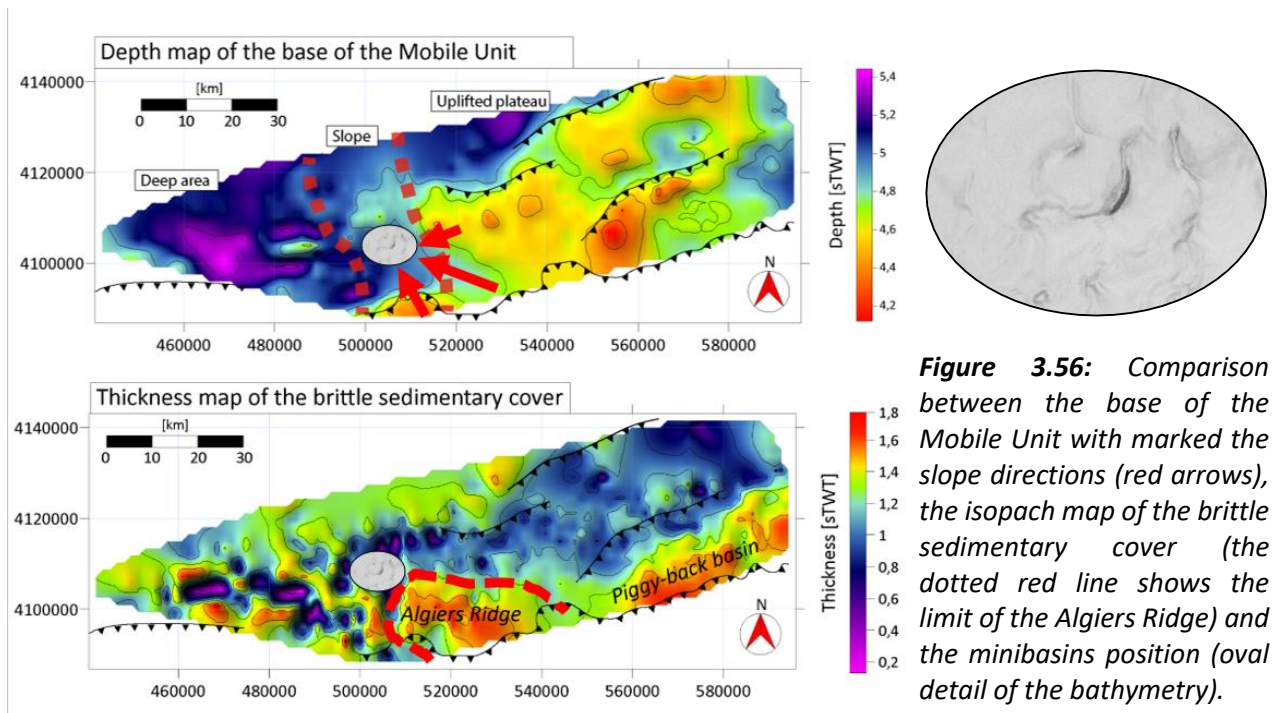 Depth map of the base of the Mobile Unit
4140000
4120000
4100000
[km]
0 10 20 30
Uplifted plateau
Slope
Deep area
N
460000 480000 500000 520000 540000 560000 580000
Depth [sTWT]
5,4
5,2
5
4,8
4,6
4,4
4,2
Thickness map of the brittle sedimentary cover
4140000
4120000
4100000
[km]
0 10 20 30
Piggy-back basin
Algiers Ridge
N
460000 480000 500000 520000 540000 560000 580000
Thickness [sTWT]
1,8
1,6
1,4
1,2
1
0,8
0,6
0,4
0,2
Figure 3.56: Comparison
between the base of the
Mobile Unit with marked the
slope directions (red arrows),
the isopach map of the brittle
sedimentary cover (the
dotted red line shows the
limit of the Algiers Ridge) and
the minibasins position (oval
detail of the bathymetry).